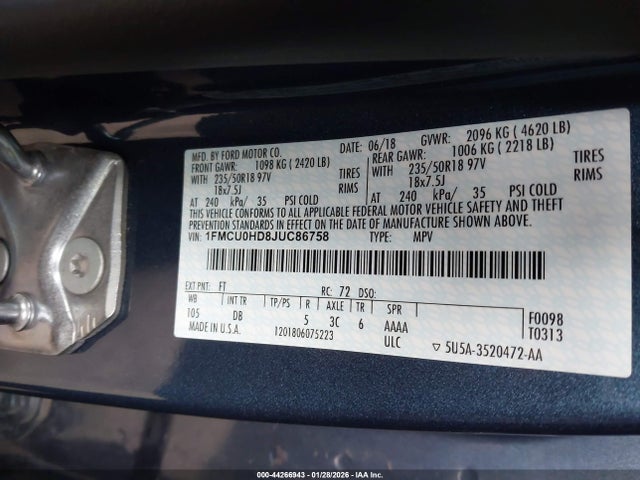 MFD. BY FORD MOTOR CO.
DATE: 06/18 GVWR: 2096 KG ( 4620 LB)
FRONT GAWR: 1098 KG ( 2420 LB) REAR GAWR: 1006 KG ( 2218 LB)
WITH 235/50R18 97V TIRES WITH 235/50R18 97V TIRES
18x7.5J RIMS 18x7.5J RIMS
AT 240 kPa/ 35 PSI COLD AT 240 kPa/ 35 PSI COLD
THIS VEHICLE CONFORMS TO ALL APPLICABLE FEDERAL MOTOR VEHICLE SAFETY AND THEFT
PREVENTION STANDARDS IN EFFECT ON THE DATE OF MANUFACTURE SHOWN ABOVE.
VIN: 1FMCU0HD8JUC86758 TYPE: MPV
EXT PNT: FT RC: 72 DSO:
WB INT TR TP/PS R AXLE TR SPR
105 DB 5 3C 6 AAAA F0098
MADE IN U.S.A. 1201806075223 ULC T0313
▽ 5U5A-3520472-AA
000-44266943 | 01/28/2026 - IAA Inc.